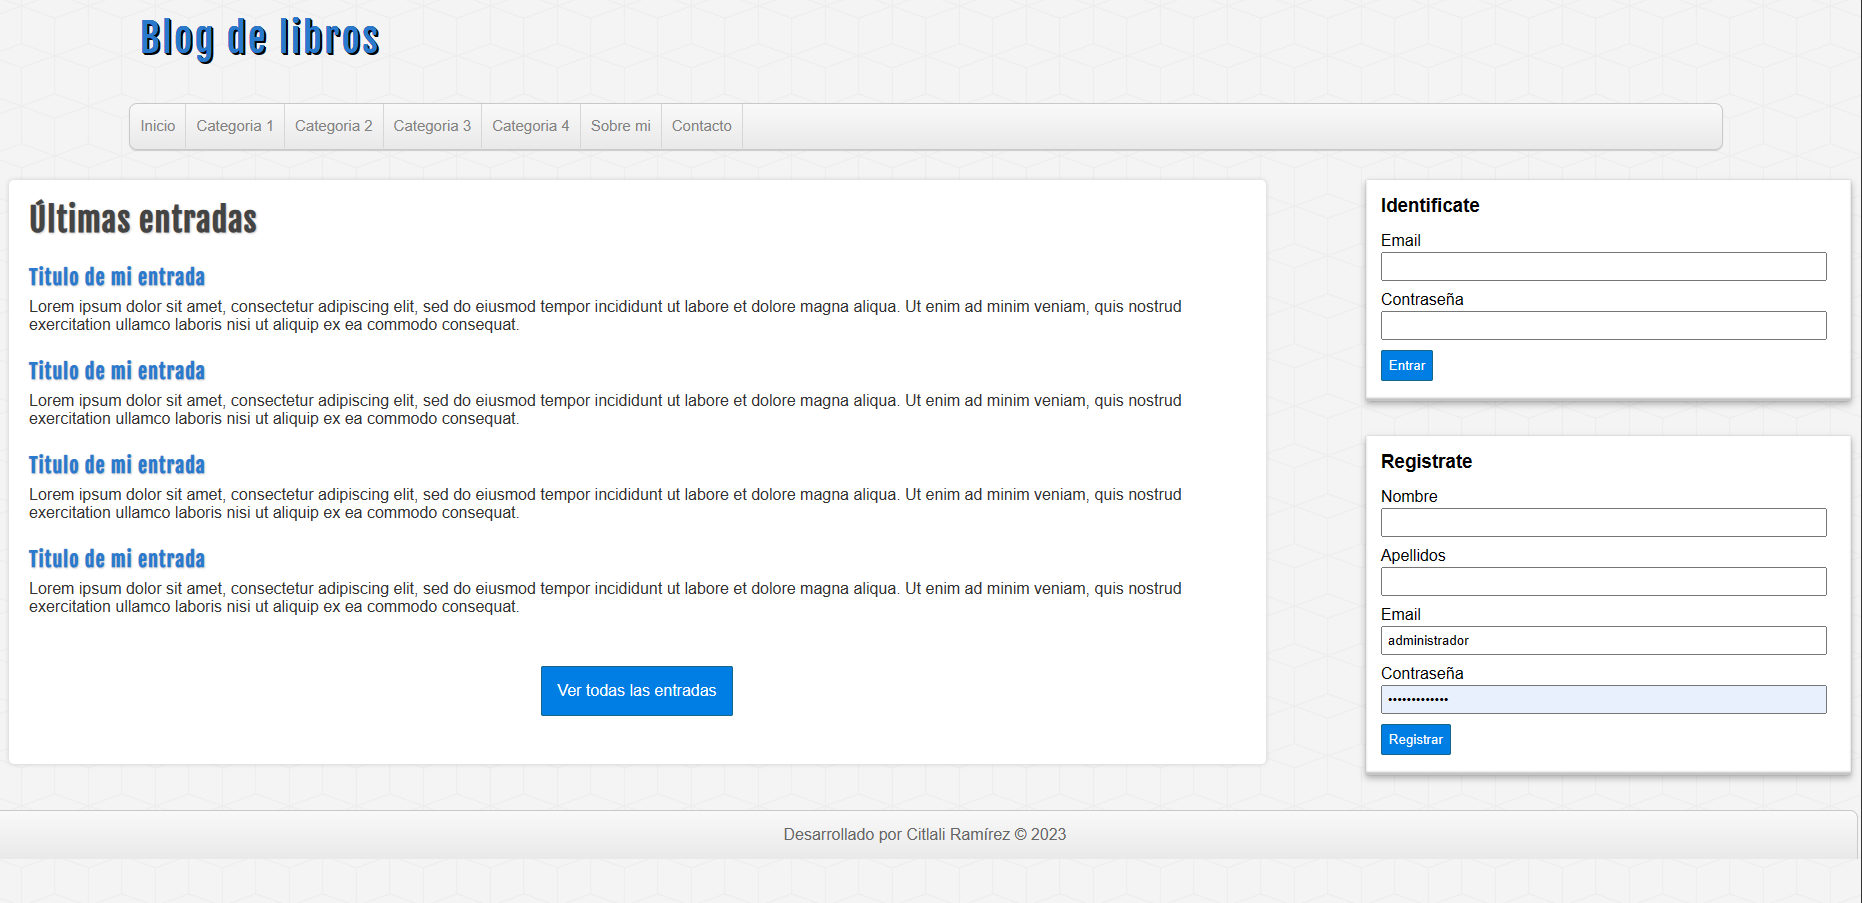 Blog de libros
Inicio
Categoria 1
Categoria 2
Categoria 3
Categoria 4
Sobre mi
Contacto
Últimas entradas
Titulo de mi entrada
Lorem ipsum dolor sit amet, consectetur adipiscing elit, sed do eiusmod tempor incididunt ut labore et dolore magna aliqua. Ut enim ad minim veniam, quis nostrud
exercitation ullamco laboris nisi ut aliquip ex ea commodo consequat.
Titulo de mi entrada
Lorem ipsum dolor sit amet, consectetur adipiscing elit, sed do eiusmod tempor incididunt ut labore et dolore magna aliqua. Ut enim ad minim veniam, quis nostrud
exercitation ullamco laboris nisi ut aliquip ex ea commodo consequat.
Titulo de mi entrada
Lorem ipsum dolor sit amet, consectetur adipiscing elit, sed do eiusmod tempor incididunt ut labore et dolore magna aliqua. Ut enim ad minim veniam, quis nostrud
exercitation ullamco laboris nisi ut aliquip ex ea commodo consequat.
Titulo de mi entrada
Lorem ipsum dolor sit amet, consectetur adipiscing elit, sed do eiusmod tempor incididunt ut labore et dolore magna aliqua. Ut enim ad minim veniam, quis nostrud
exercitation ullamco laboris nisi ut aliquip ex ea commodo consequat.
Ver todas las entradas
Identificate
Email
Contraseña
Entrar
Registrate
Nombre
Apellidos
Email
administrador
Contraseña
•••••••••••••
Registrar
Desarrollado por Citlali Ramírez © 2023